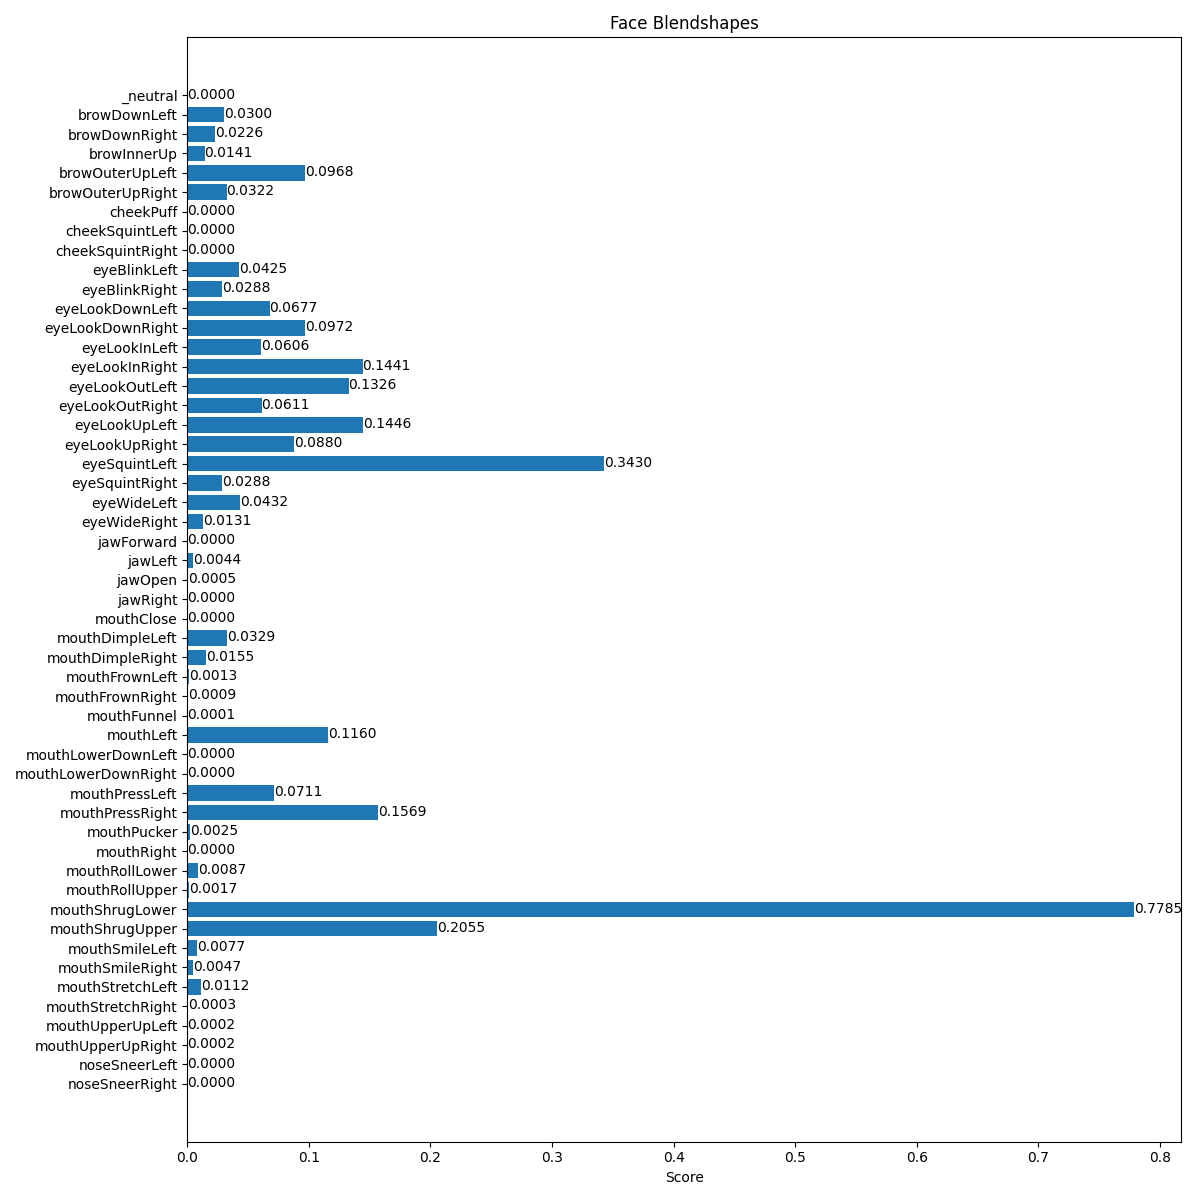 Face Blendshapes
_neutral 0.0000
browDownLeft 0.0300
browDownRight 0.0226
browInnerUp 0.0141
browOuterUpLeft 0.0968
browOuterUpRight 0.0322
cheekPuff 0.0000
cheekSquintLeft 0.0000
cheekSquintRight 0.0000
eyeBlinkLeft 0.0425
eyeBlinkRight 0.0288
eyeLookDownLeft 0.0677
eyeLookDownRight 0.0972
eyeLookInLeft 0.0606
eyeLookInRight 0.1441
eyeLookOutLeft 0.1326
eyeLookOutRight 0.0611
eyeLookUpLeft 0.1446
eyeLookUpRight 0.0880
eyeSquintLeft 0.3430
eyeSquintRight 0.0288
eyeWideLeft 0.0432
eyeWideRight 0.0131
jawForward 0.0000
jawLeft 0.0044
jawOpen 0.0005
jawRight 0.0000
mouthClose 0.0000
mouthDimpleLeft 0.0329
mouthDimpleRight 0.0155
mouthFrownLeft 0.0013
mouthFrownRight 0.0009
mouthFunnel 0.0001
mouthLeft 0.1160
mouthLowerDownLeft 0.0000
mouthLowerDownRight 0.0000
mouthPressLeft 0.0711
mouthPressRight 0.1569
mouthPucker 0.0025
mouthRight 0.0000
mouthRollLower 0.0087
mouthRollUpper 0.0017
mouthShrugLower 0.7785
mouthShrugUpper 0.2055
mouthSmileLeft 0.0077
mouthSmileRight 0.0047
mouthStretchLeft 0.0112
mouthStretchRight 0.0003
mouthUpperUpLeft 0.0002
mouthUpperUpRight 0.0002
noseSneerLeft 0.0000
noseSneerRight 0.0000
0.0 0.1 0.2 0.3 0.4 0.5 0.6 0.7 0.8
Score